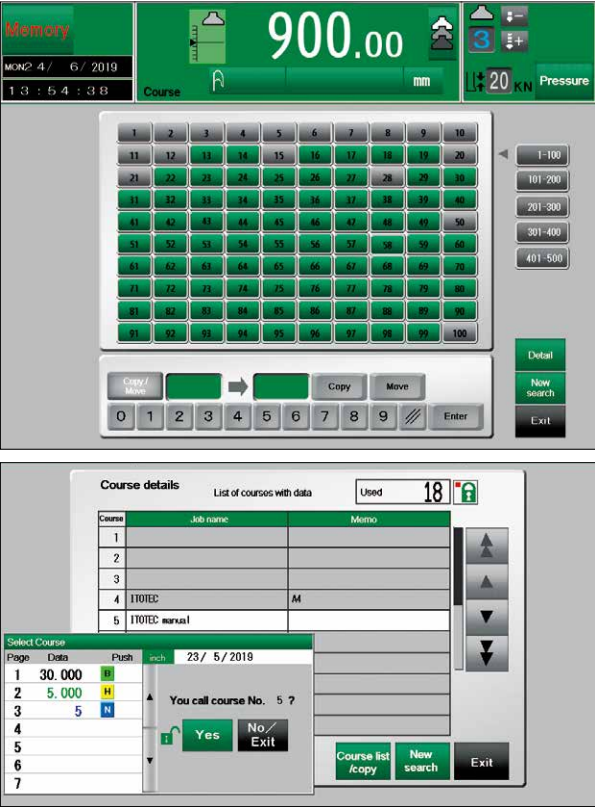 Memory
MON2 4/ 6/ 2019
13:54:38
Course
900.00
mm
3
20 KN
Pressure
1 2 3 4 5 6 7 8 9 10
11 12 13 14 15 16 17 18 19 20
21 22 23 24 25 26 27 28 29 30
31 32 33 34 35 36 37 38 39 40
41 42 43 44 45 46 47 48 49 50
51 52 53 54 55 56 57 58 59 60
61 62 63 64 65 66 67 68 69 70
71 72 73 74 75 76 77 78 79 80
81 82 83 84 85 86 87 88 89 90
91 92 93 94 95 96 97 98 99 100
1-100
101-200
201-300
301-400
401-500
Detail
New search
Exit
Copy/Move
Copy
Move
0 1 2 3 4 5 6 7 8 9 Enter
Course details
List of courses with data
Used 18
Course Job name Memo
1
2
3
4 ITOTEC M
5 ITOTEC manual
Select Course
Page Data Push inch 23/ 5/2019
1 30.000 B
2 5.000 H
3 5 N
4
5
6
7
You call course No. 5 ?
Yes
No/Exit
Course list /copy
New search
Exit